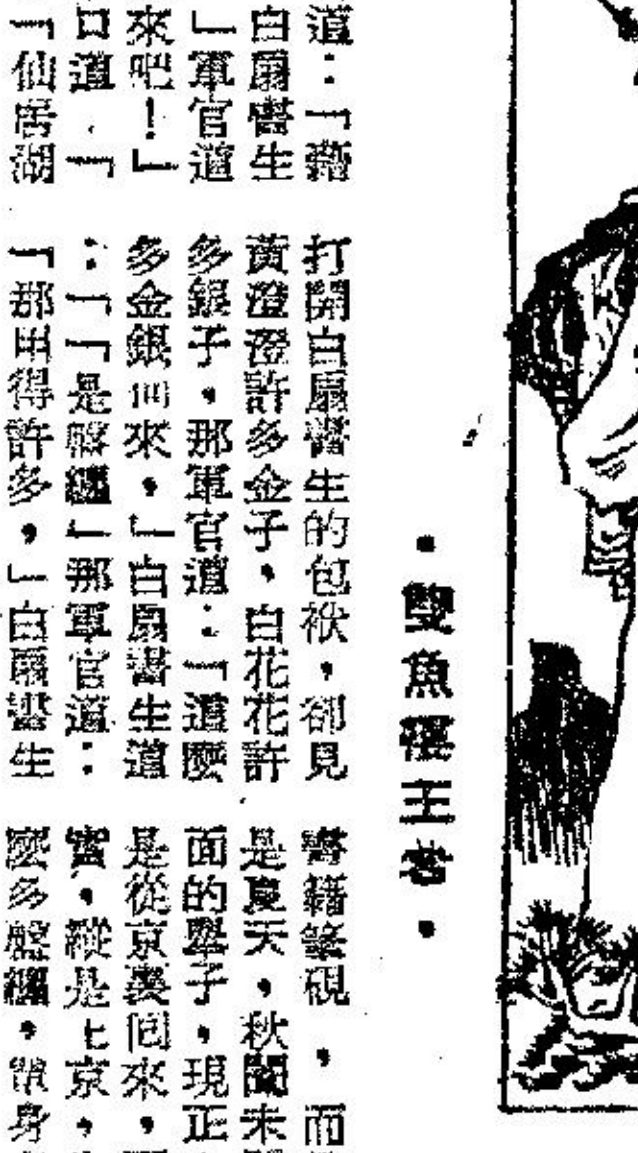 ・雙魚樓主著・
道：「
白扇書生
」軍官道
來吧！」
口道：「
「仙居湖
打開白扇書生的包袱，卻見
黃澄澄許多金子，白花花許
多銀子，那軍官道：「這麼
多金銀何來，」白扇書生道
：「「是盤纏」那軍官道：
「那用得許多，」白扇書生
書籍筆硯，而
是夏天，秋闈未
面的舉子，現正
是從京裏回來，
實，縱是上京，
麼多盤纏，身